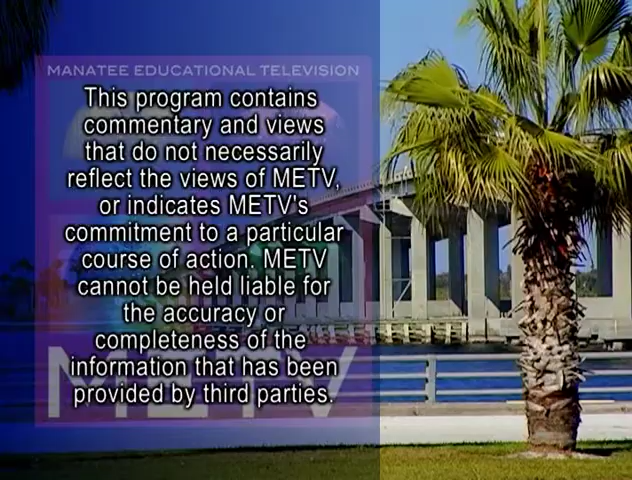 MANATEE EDUCATIONAL TELEVISION
This program contains
commentary and views
that do not necessarily
reflect the views of METV,
or indicates METV's
commitment to a particular
course of action. METV
cannot be held liable for
the accuracy or
completeness of the
information that has been
provided by third parties.
METV